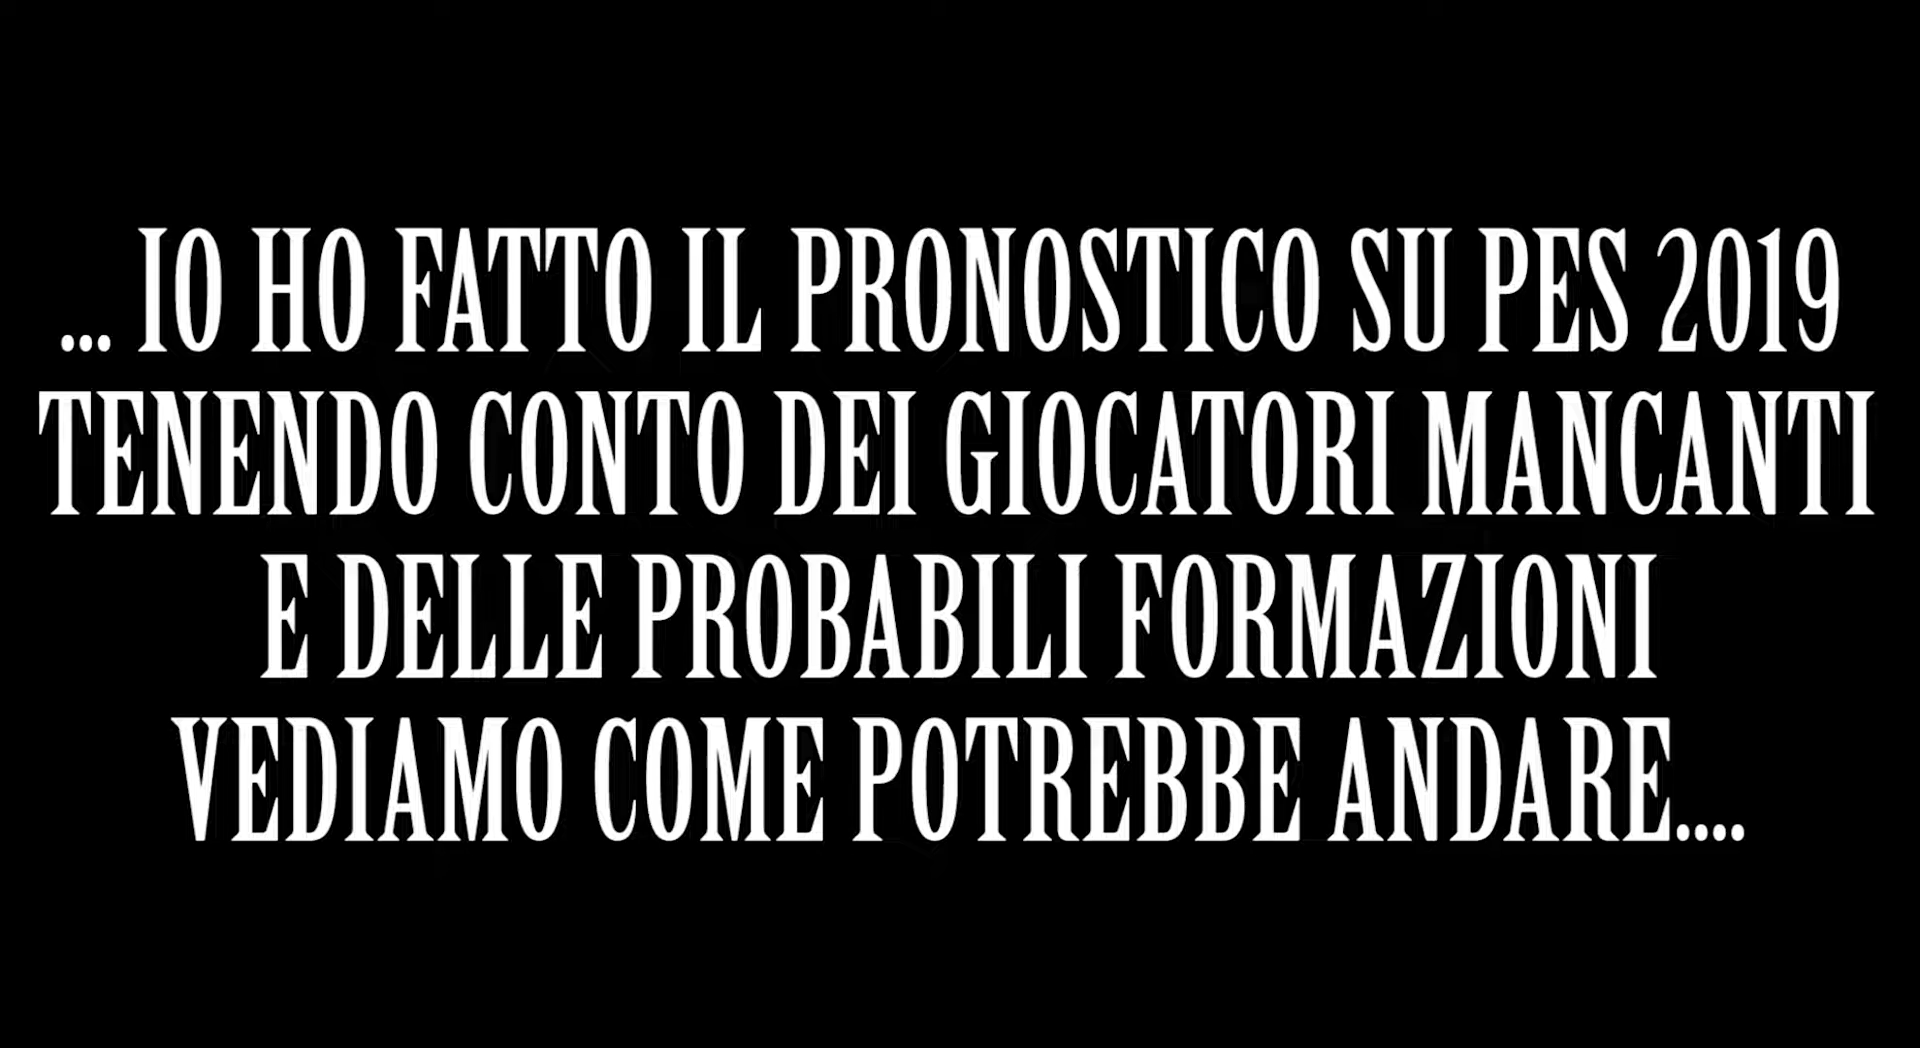 ... IO HO FATTO IL PRONOSTICO SU PES 2019
TENENDO CONTO DEI GIOCATORI MANCANTI
E DELLE PROBABILI FORMAZIONI
VEDIAMO COME POTREBBE ANDARE....